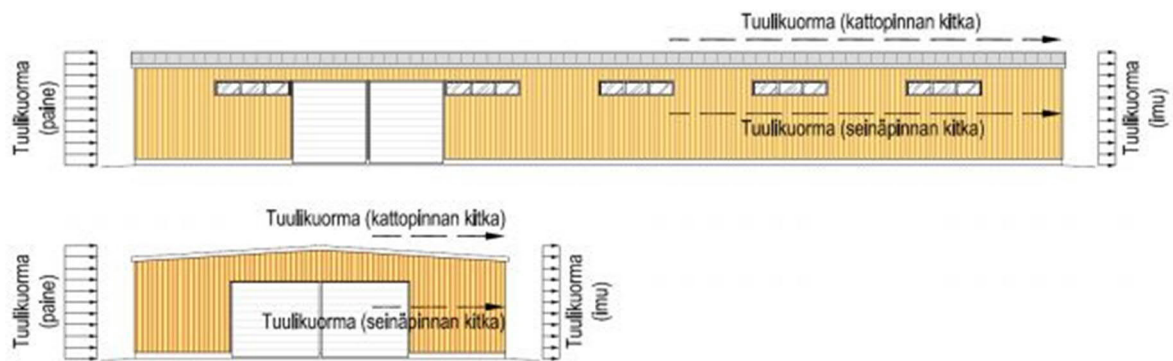 Tuulikuorma (kattopinnan kitka)
Tuulikuorma
(paine)
Tuulikuorma (seinäpinnan kitka)
Tuulikuorma
(imu)
Tuulikuorma (kattopinnan kitka)
Tuulikuorma
(paine)
Tuulikuorma (seinäpinnan kitka)
Tuulikuorma
(imu)